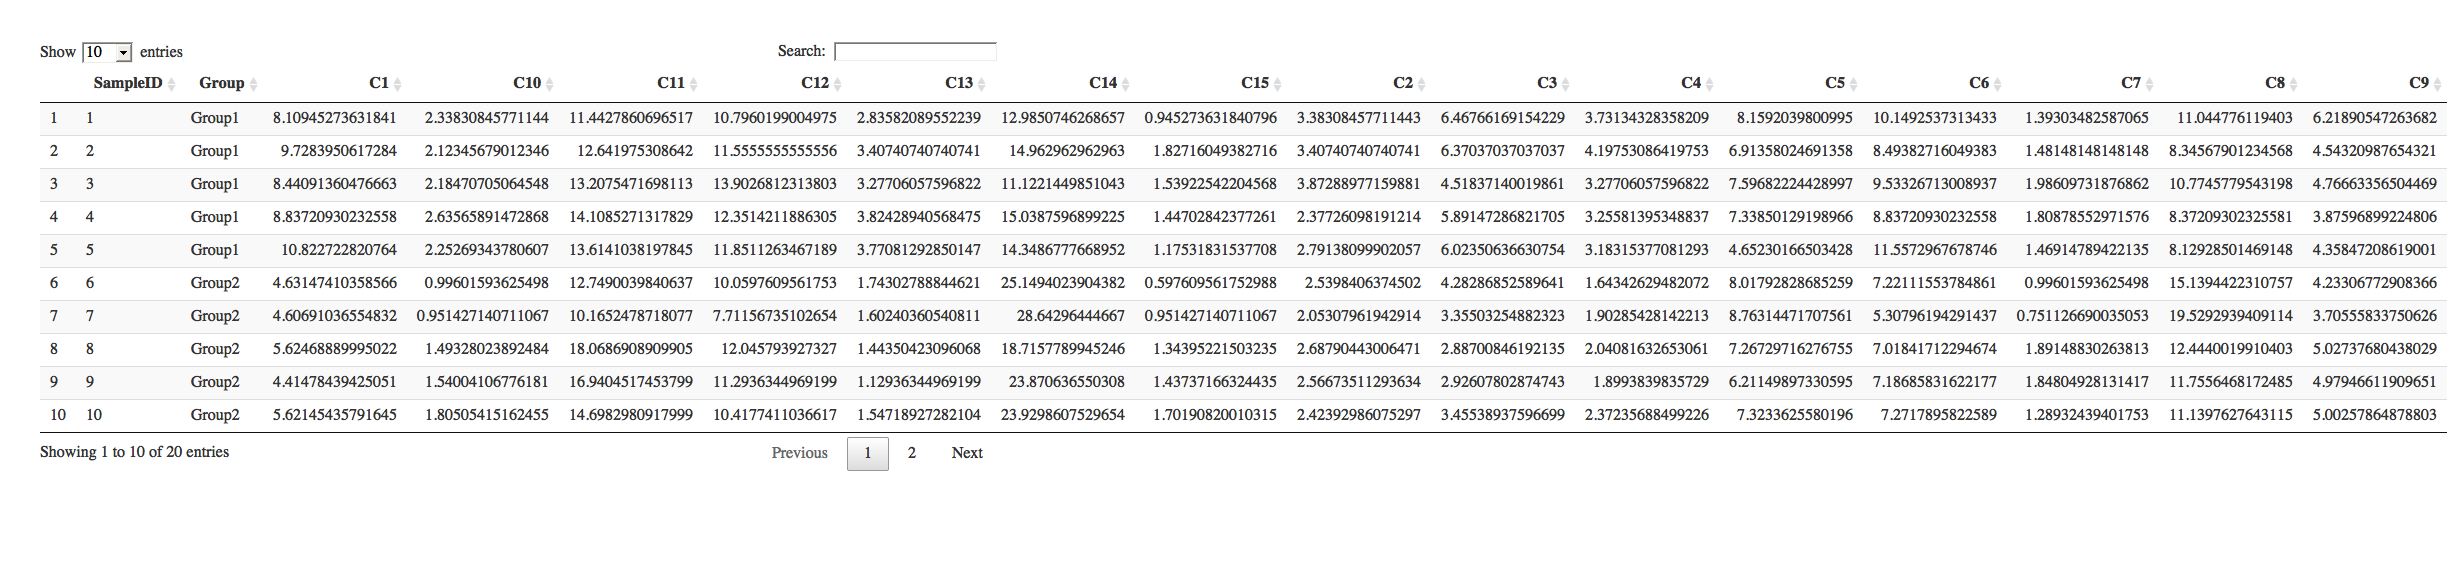 Show 10 entries Search:
SampleID Group C1 C10 C11 C12 C13 C14 C15 C2 C3 C4 C5 C6 C7 C8 C9
1 1 Group1 8.10945273631841 2.33830845771144 11.4427860696517 10.7960199004975 2.83582089552239 12.9850746268657 0.945273631840796 3.38308457711443 6.46766169154229 3.73134328358209 8.1592039800995 10.1492537313433 1.39303482587065 11.044776119403 6.21890547263682
2 2 Group1 9.7283950617284 2.12345679012346 12.641975308642 11.5555555555556 3.40740740740741 14.962962962963 1.82716049382716 3.40740740740741 6.37037037037037 4.19753086419753 6.91358024691358 8.49382716049383 1.48148148148148 8.34567901234568 4.54320987654321
3 3 Group1 8.44091360476663 2.18470705064548 13.2075471698113 13.9026812313803 3.27706057596822 11.1221449851043 1.53922542204568 3.87288977159881 4.51837140019861 3.27706057596822 7.59682224428997 9.53326713008937 1.98609731876862 10.7745779543198 4.76663356504469
4 4 Group1 8.83720930232558 2.63565891472868 14.1085271317829 12.3514211886305 3.82428940568475 15.0387596899225 1.44702842377261 2.37726098191214 5.89147286821705 3.25581395348837 7.33850129198966 8.83720930232558 1.80878552971576 8.37209302325581 3.87596899224806
5 5 Group1 10.822722820764 2.25269343780607 13.6141038197845 11.8511263467189 3.77081292850147 14.3486777668952 1.17531831537708 2.79138099902057 6.02350636630754 3.18315377081293 4.65230166503428 11.5572967678746 1.46914789422135 8.12928501469148 4.35847208619001
6 6 Group2 4.63147410358566 0.99601593625498 12.7490039840637 10.0597609561753 1.74302788844621 25.1494023904382 0.597609561752988 2.5398406374502 4.28286852589641 1.64342629482072 8.01792828685259 7.22111553784861 0.99601593625498 15.1394422310757 4.23306772908366
7 7 Group2 4.60691036554832 0.951427140711067 10.1652478718077 7.71156735102654 1.60240360540811 28.64296444667 0.951427140711067 2.05307961942914 3.35503254882323 1.90285428142213 8.76314471707561 5.30796194291437 0.751126690035053 19.5292939409114 3.70555833750626
8 8 Group2 5.62468889995022 1.49328023892484 18.0686908909905 12.045793927327 1.44350423096068 18.7157789945246 1.34395221503235 2.68790443006471 2.88700846192135 2.04081632653061 7.26729716276755 7.01841712294674 1.89148830263813 12.4440019910403 5.02737680438029
9 9 Group2 4.41478439425051 1.54004106776181 16.9404517453799 11.2936344969199 1.12936344969199 23.870636550308 1.43737166324435 2.56673511293634 2.92607802874743 1.8993839835729 6.21149897330595 7.18685831622177 1.84804928131417 11.7556468172485 4.97946611909651
10 10 Group2 5.62145435791645 1.80505415162455 14.6982980917999 10.4177411036617 1.54718927282104 23.9298607529654 1.70190820010315 2.42392986075297 3.45538937596699 2.37235688499226 7.3233625580196 7.2717895822589 1.28932439401753 11.1397627643115 5.00257864878803
Showing 1 to 10 of 20 entries Previous 1 2 Next